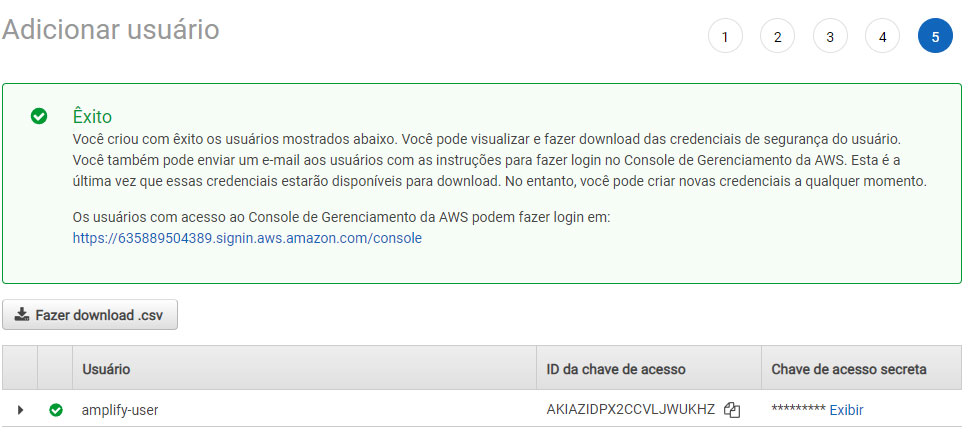 Adicionar usuário
1 2 3 4 5
Êxito
Você criou com êxito os usuários mostrados abaixo. Você pode visualizar e fazer download das credenciais de segurança do usuário.
Você também pode enviar um e-mail aos usuários com as instruções para fazer login no Console de Gerenciamento da AWS. Esta é a
última vez que essas credenciais estarão disponíveis para download. No entanto, você pode criar novas credenciais a qualquer momento.
Os usuários com acesso ao Console de Gerenciamento da AWS podem fazer login em:
https://635889504389.signin.aws.amazon.com/console
Fazer download .csv
Usuário ID da chave de acesso Chave de acesso secreta
amplify-user AKIAZIDPX2CCVLJWUKHZ ********* Exibir